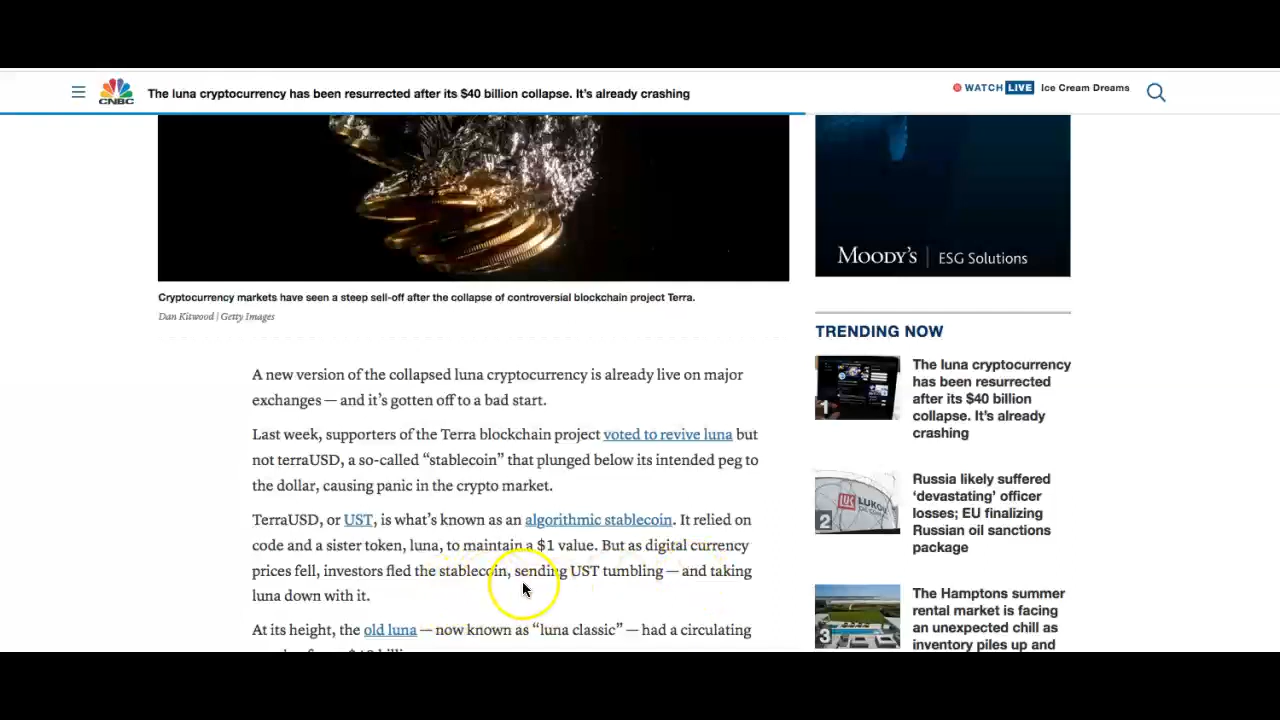 CNBC
The luna cryptocurrency has been resurrected after its $40 billion collapse. It's already crashing
WATCH LIVE Ice Cream Dreams
MOODY'S | ESG Solutions
Cryptocurrency markets have seen a steep sell-off after the collapse of controversial blockchain project Terra.
Dan Kitwood | Getty Images
A new version of the collapsed luna cryptocurrency is already live on major
exchanges — and it's gotten off to a bad start.
Last week, supporters of the Terra blockchain project voted to revive luna but
not terraUSD, a so-called “stablecoin” that plunged below its intended peg to
the dollar, causing panic in the crypto market.
TerraUSD, or UST, is what's known as an algorithmic stablecoin. It relied on
code and a sister token, luna, to maintain a $1 value. But as digital currency
prices fell, investors fled the stablecoin, sending UST tumbling — and taking
luna down with it.
At its height, the old luna — now known as “luna classic” — had a circulating
TRENDING NOW
1
The luna cryptocurrency
has been resurrected
after its $40 billion
collapse. It's already
crashing
LUKOIL
2
Russia likely suffered
‘devastating’ officer
losses; EU finalizing
Russian oil sanctions
package
3
The Hamptons summer
rental market is facing
an unexpected chill as
inventory piles up and